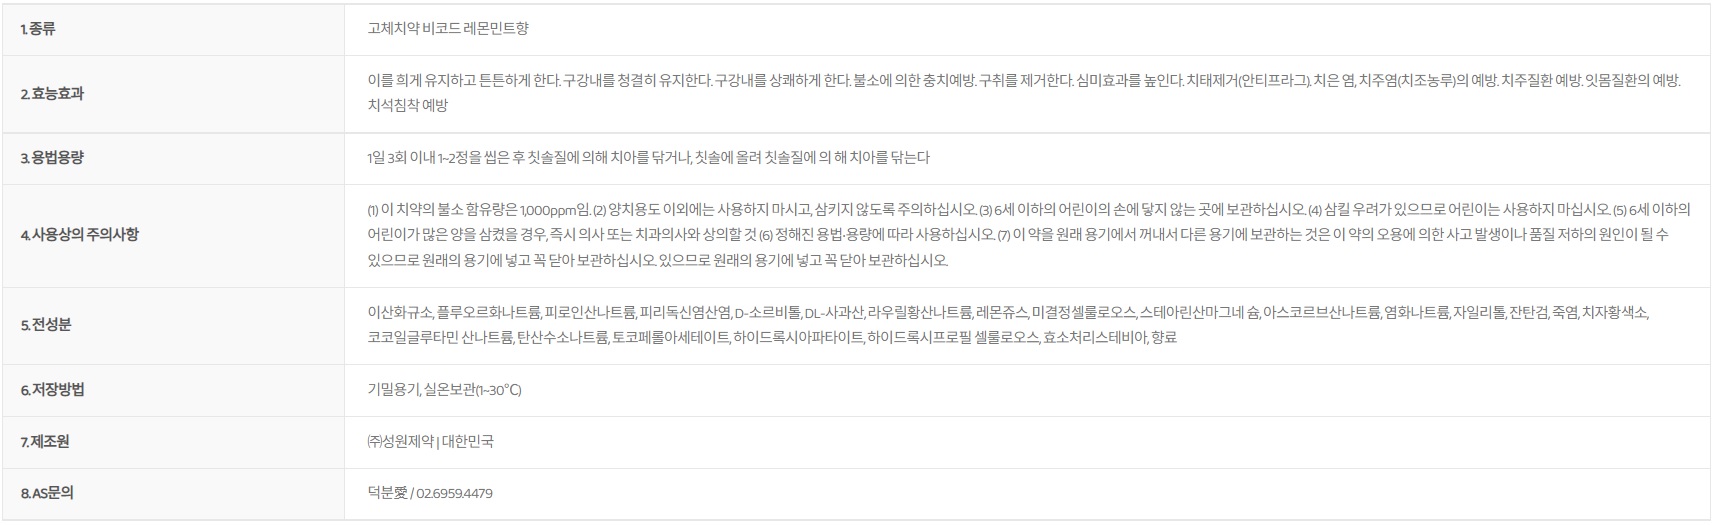 1. 종류
고체치약 비코드 레몬민트향
2. 효능효과
이를 희게 유지하고 튼튼하게 한다. 구강내를 청결히 유지한다. 구강내를 상쾌하게 한다. 불소에 의한 충치예방. 구취를 제거한다. 심미효과를 높인다. 치태제거(안티프라그). 치은 염, 치주염(치조농루)의 예방. 치주질환 예방. 잇몸질환의 예방.
치석침착 예방
3. 용법용량
1일 3회 이내 1~2정을 씹은 후 칫솔질에 의해 치아를 닦거나, 칫솔에 올려 칫솔질에 의 해 치아를 닦는다
4. 사용상의 주의사항
(1) 이 치약의 불소 함유량은 1,000ppm임. (2) 양치용도 이외에는 사용하지 마시고, 삼키지 않도록 주의하십시오. (3) 6세 이하의 어린이의 손에 닿지 않는 곳에 보관하십시오. (4) 삼킬 우려가 있으므로 어린이는 사용하지 마십시오. (5) 6세 이하의
어린이가 많은 양을 삼켰을 경우, 즉시 의사 또는 치과의사와 상의할 것 (6) 정해진 용법·용량에 따라 사용하십시오. (7) 이 약을 원래 용기에서 꺼내서 다른 용기에 보관하는 것은 이 약의 오용에 의한 사고 발생이나 품질 저하의 원인이 될 수
있으므로 원래의 용기에 넣고 꼭 닫아 보관하십시오. 있으므로 원래의 용기에 넣고 꼭 닫아 보관하십시오.
5. 전성분
이산화규소, 플루오르화나트륨, 피로인산나트륨, 피리독신염산염, D-소르비톨, DL-사과산, 라우릴황산나트륨, 레몬쥬스, 미결정셀룰로오스, 스테아린산마그네 슘, 아스코르브산나트륨, 염화나트륨, 자일리톨, 잔탄검, 죽염, 치자황색소,
코코일글루타민 산나트륨, 탄산수소나트륨, 토코페롤아세테이트, 하이드록시아파타이트, 하이드록시프로필 셀룰로오스, 효소처리스테비아, 향료
6. 저장방법
기밀용기, 실온보관(1~30℃)
7. 제조원
㈜성원제약 | 대한민국
8. AS문의
덕분愛 / 02.6959.4479